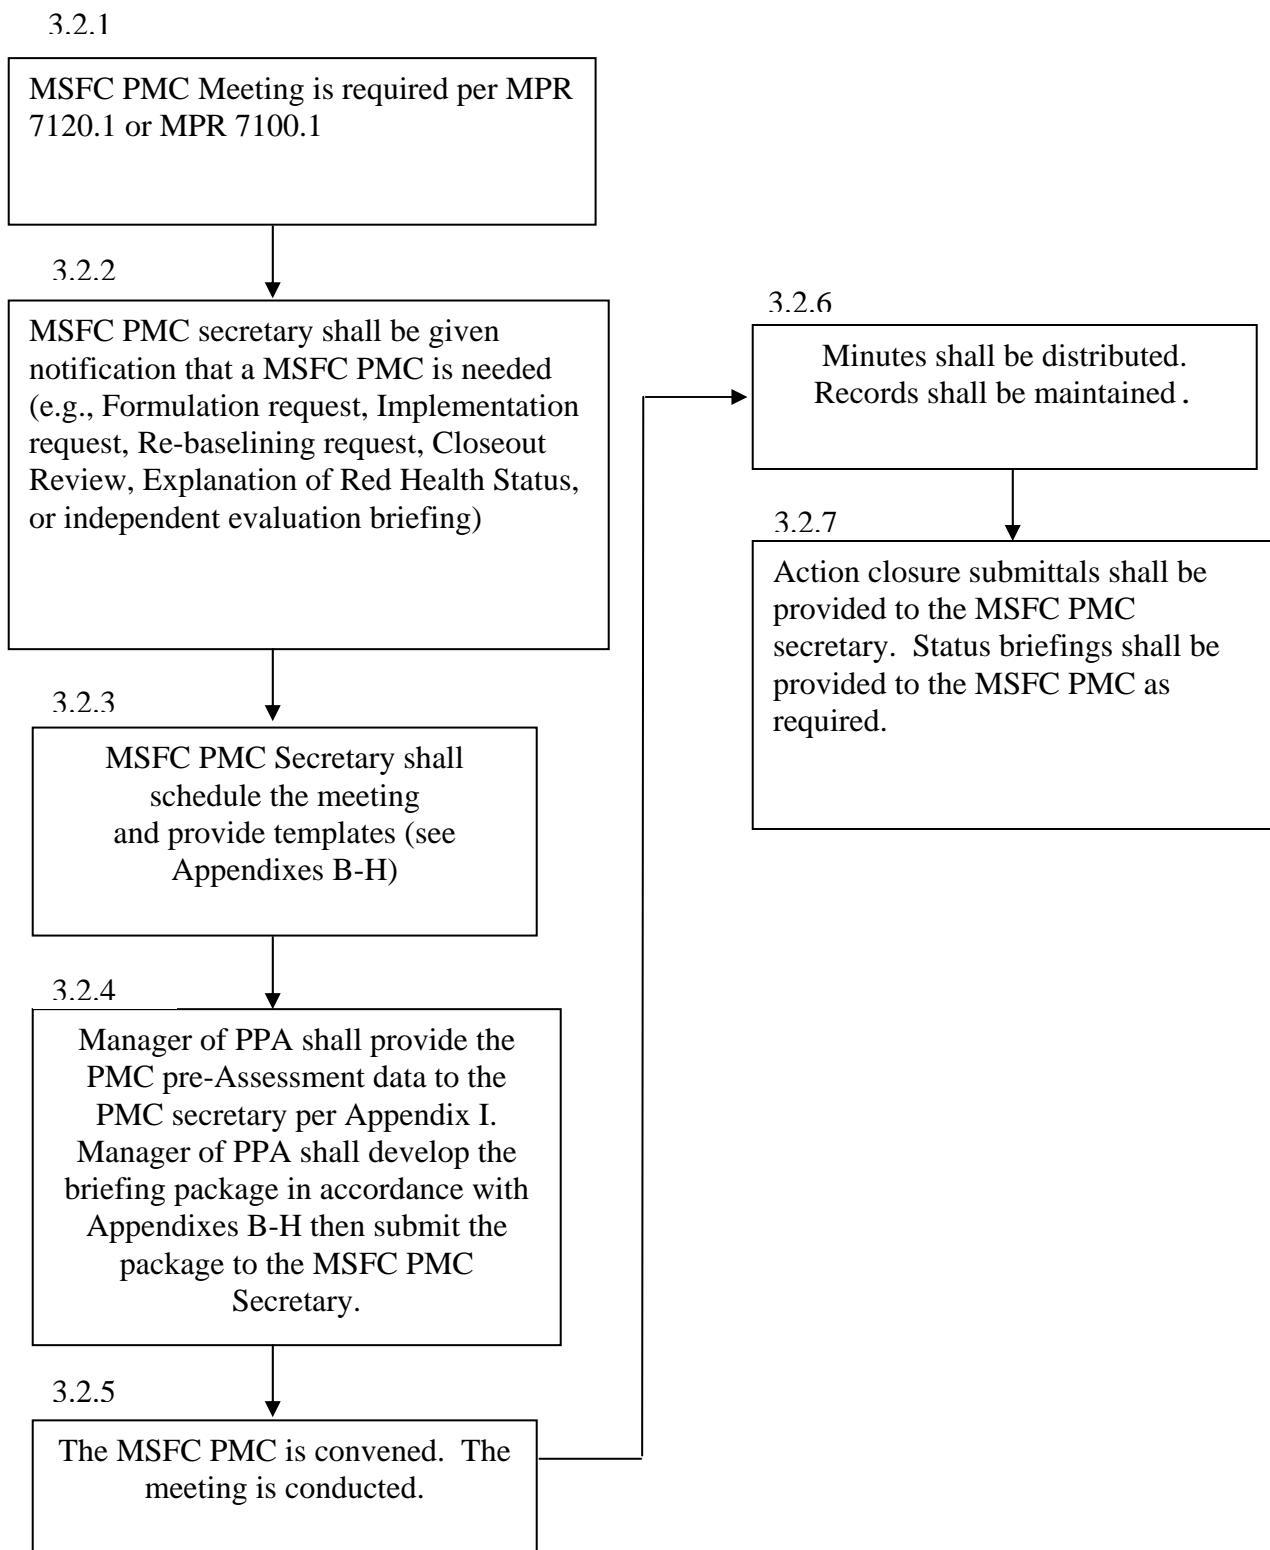 3.2.1
MSFC PMC Meeting is required per MPR
7120.1 or MPR 7100.1
3.2.2
MSFC PMC secretary shall be given
notification that a MSFC PMC is needed
(e.g., Formulation request, Implementation
request, Re-baselining request, Closeout
Review, Explanation of Red Health Status,
or independent evaluation briefing)
3.2.3
MSFC PMC Secretary shall
schedule the meeting
and provide templates (see
Appendixes B-H)
3.2.4
Manager of PPA shall provide the
PMC pre-Assessment data to the
PMC secretary per Appendix I.
Manager of PPA shall develop the
briefing package in accordance with
Appendixes B-H then submit the
package to the MSFC PMC
Secretary.
3.2.5
The MSFC PMC is convened.  The
meeting is conducted.
3.2.6
Minutes shall be distributed.
Records shall be maintained.
3.2.7
Action closure submittals shall be
provided to the MSFC PMC
secretary.  Status briefings shall be
provided to the MSFC PMC as
required.